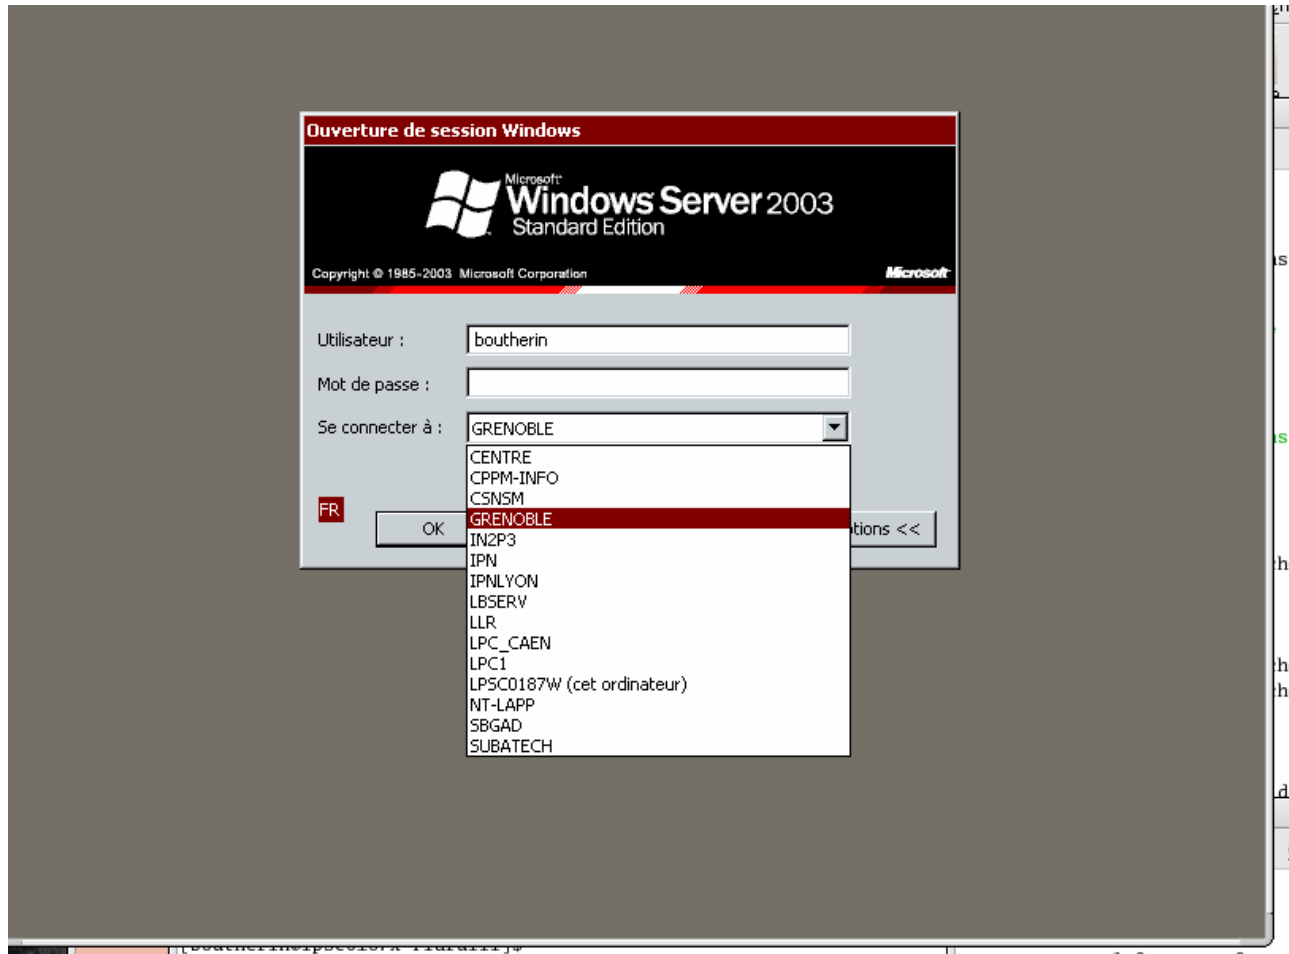 Ouverture de session Windows
Microsoft
Windows Server 2003
Standard Edition
Copyright © 1985-2003 Microsoft Corporation
Microsoft
Utilisateur :
boutherin
Mot de passe :
Se connecter à :
GRENOBLE
CENTRE
CPPM-INFO
CSNSM
GRENOBLE
IN2P3
IPN
IPNLYON
LBSERV
LLR
LPC_CAEN
LPC1
LPSC0187W (cet ordinateur)
NT-LAPP
SBGAD
SUBATECH
FR
OK
<<